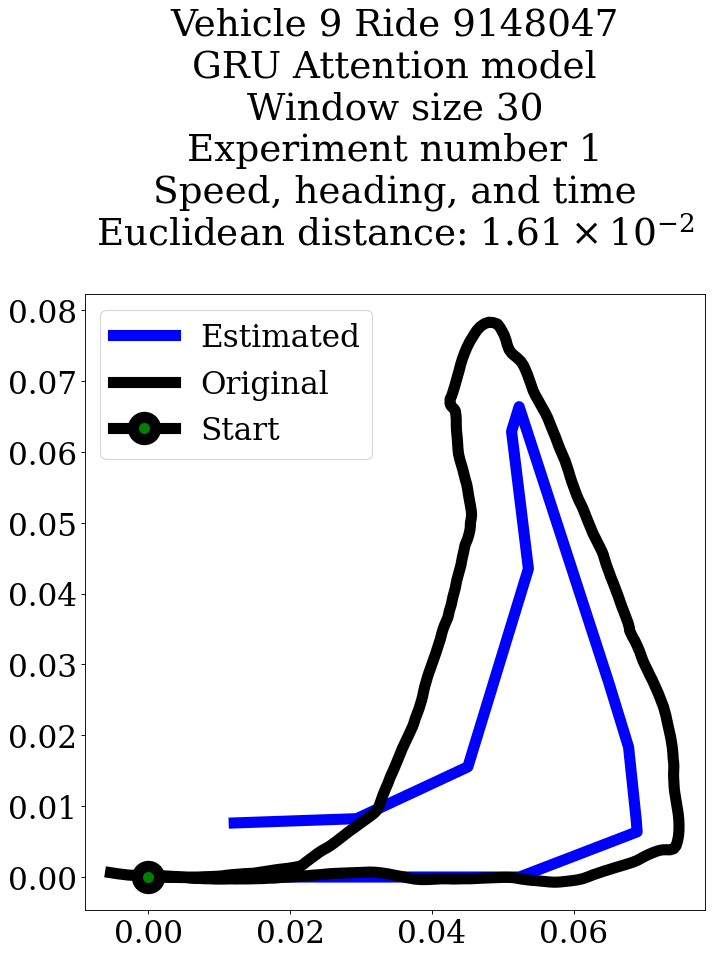 Vehicle 9 Ride 9148047
GRU Attention model
Window size 30
Experiment number 1
Speed, heading, and time
Euclidean distance: 1.61 × 10⁻²
0.08
0.07
0.06
0.05
0.04
0.03
0.02
0.01
0.00
Estimated
Original
Start
0.00 0.02 0.04 0.06